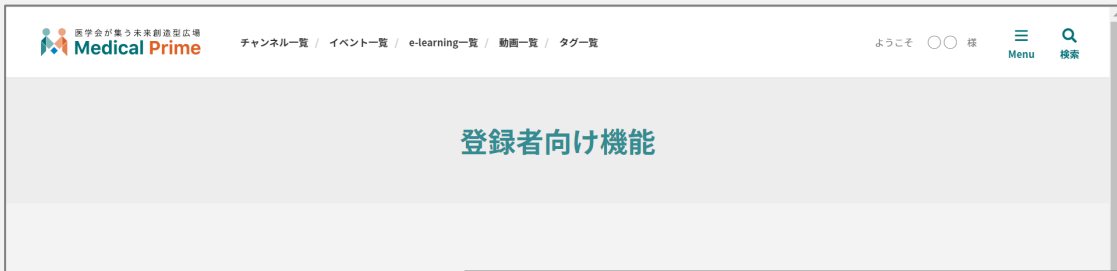 医学会が集う未来創造型広場
Medical Prime
チャンネル一覧 / イベント一覧 / e-learning一覧 / 動画一覧 / タグ一覧
ようこそ ○○ 様
Menu
検索
登録者向け機能